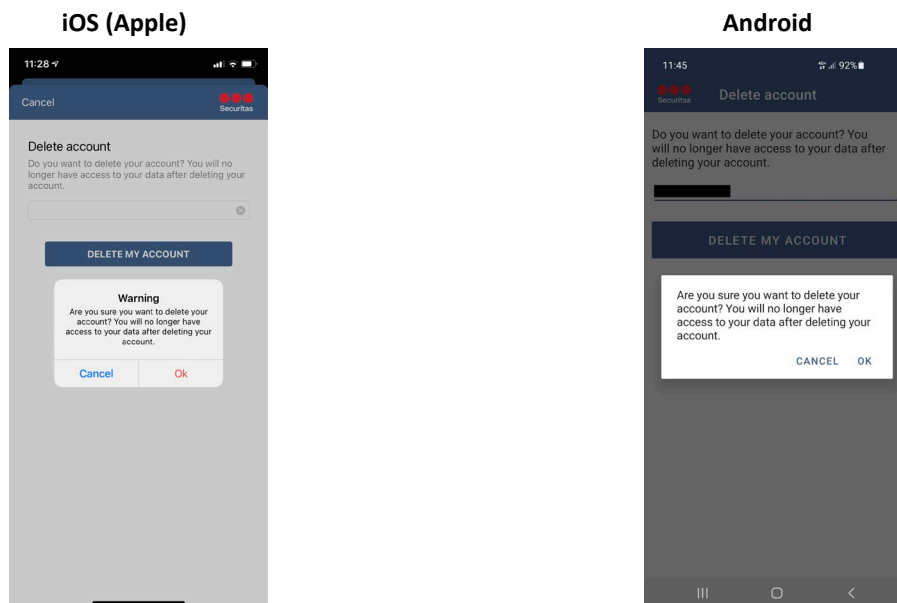 iOS (Apple)
11:28
Cancel
Securitas
Delete account
Do you want to delete your account? You will no
longer have access to your data after deleting your
account.
DELETE MY ACCOUNT
Warning
Are you sure you want to delete your
account? You will no longer have
access to your data after deleting your
account.
Cancel Ok
Android
11:45 92%
Securitas Delete account
Do you want to delete your account? You
will no longer have access to your data after
deleting your account.
DELETE MY ACCOUNT
Are you sure you want to delete your
account? You will no longer have
access to your data after deleting your
account.
CANCEL OK